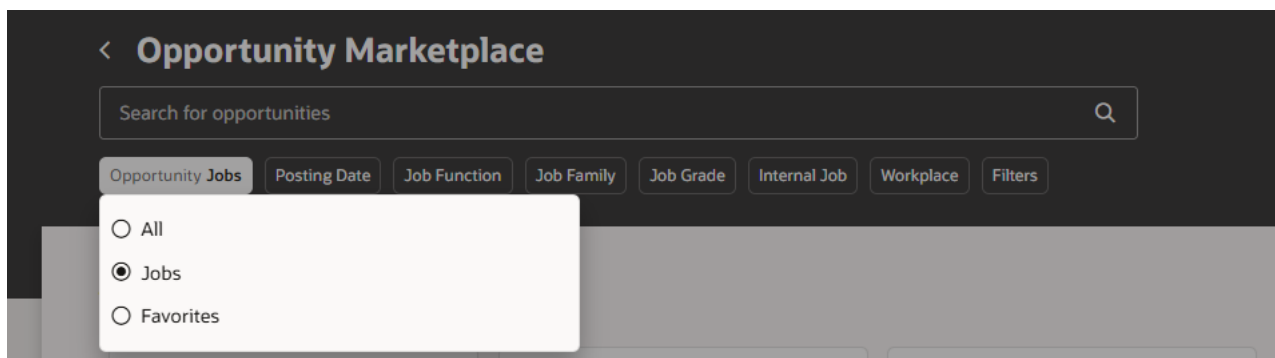 Opportunity Marketplace
Search for opportunities
Opportunity Jobs Posting Date Job Function Job Family Job Grade Internal Job Workplace Filters
All
Jobs
Favorites